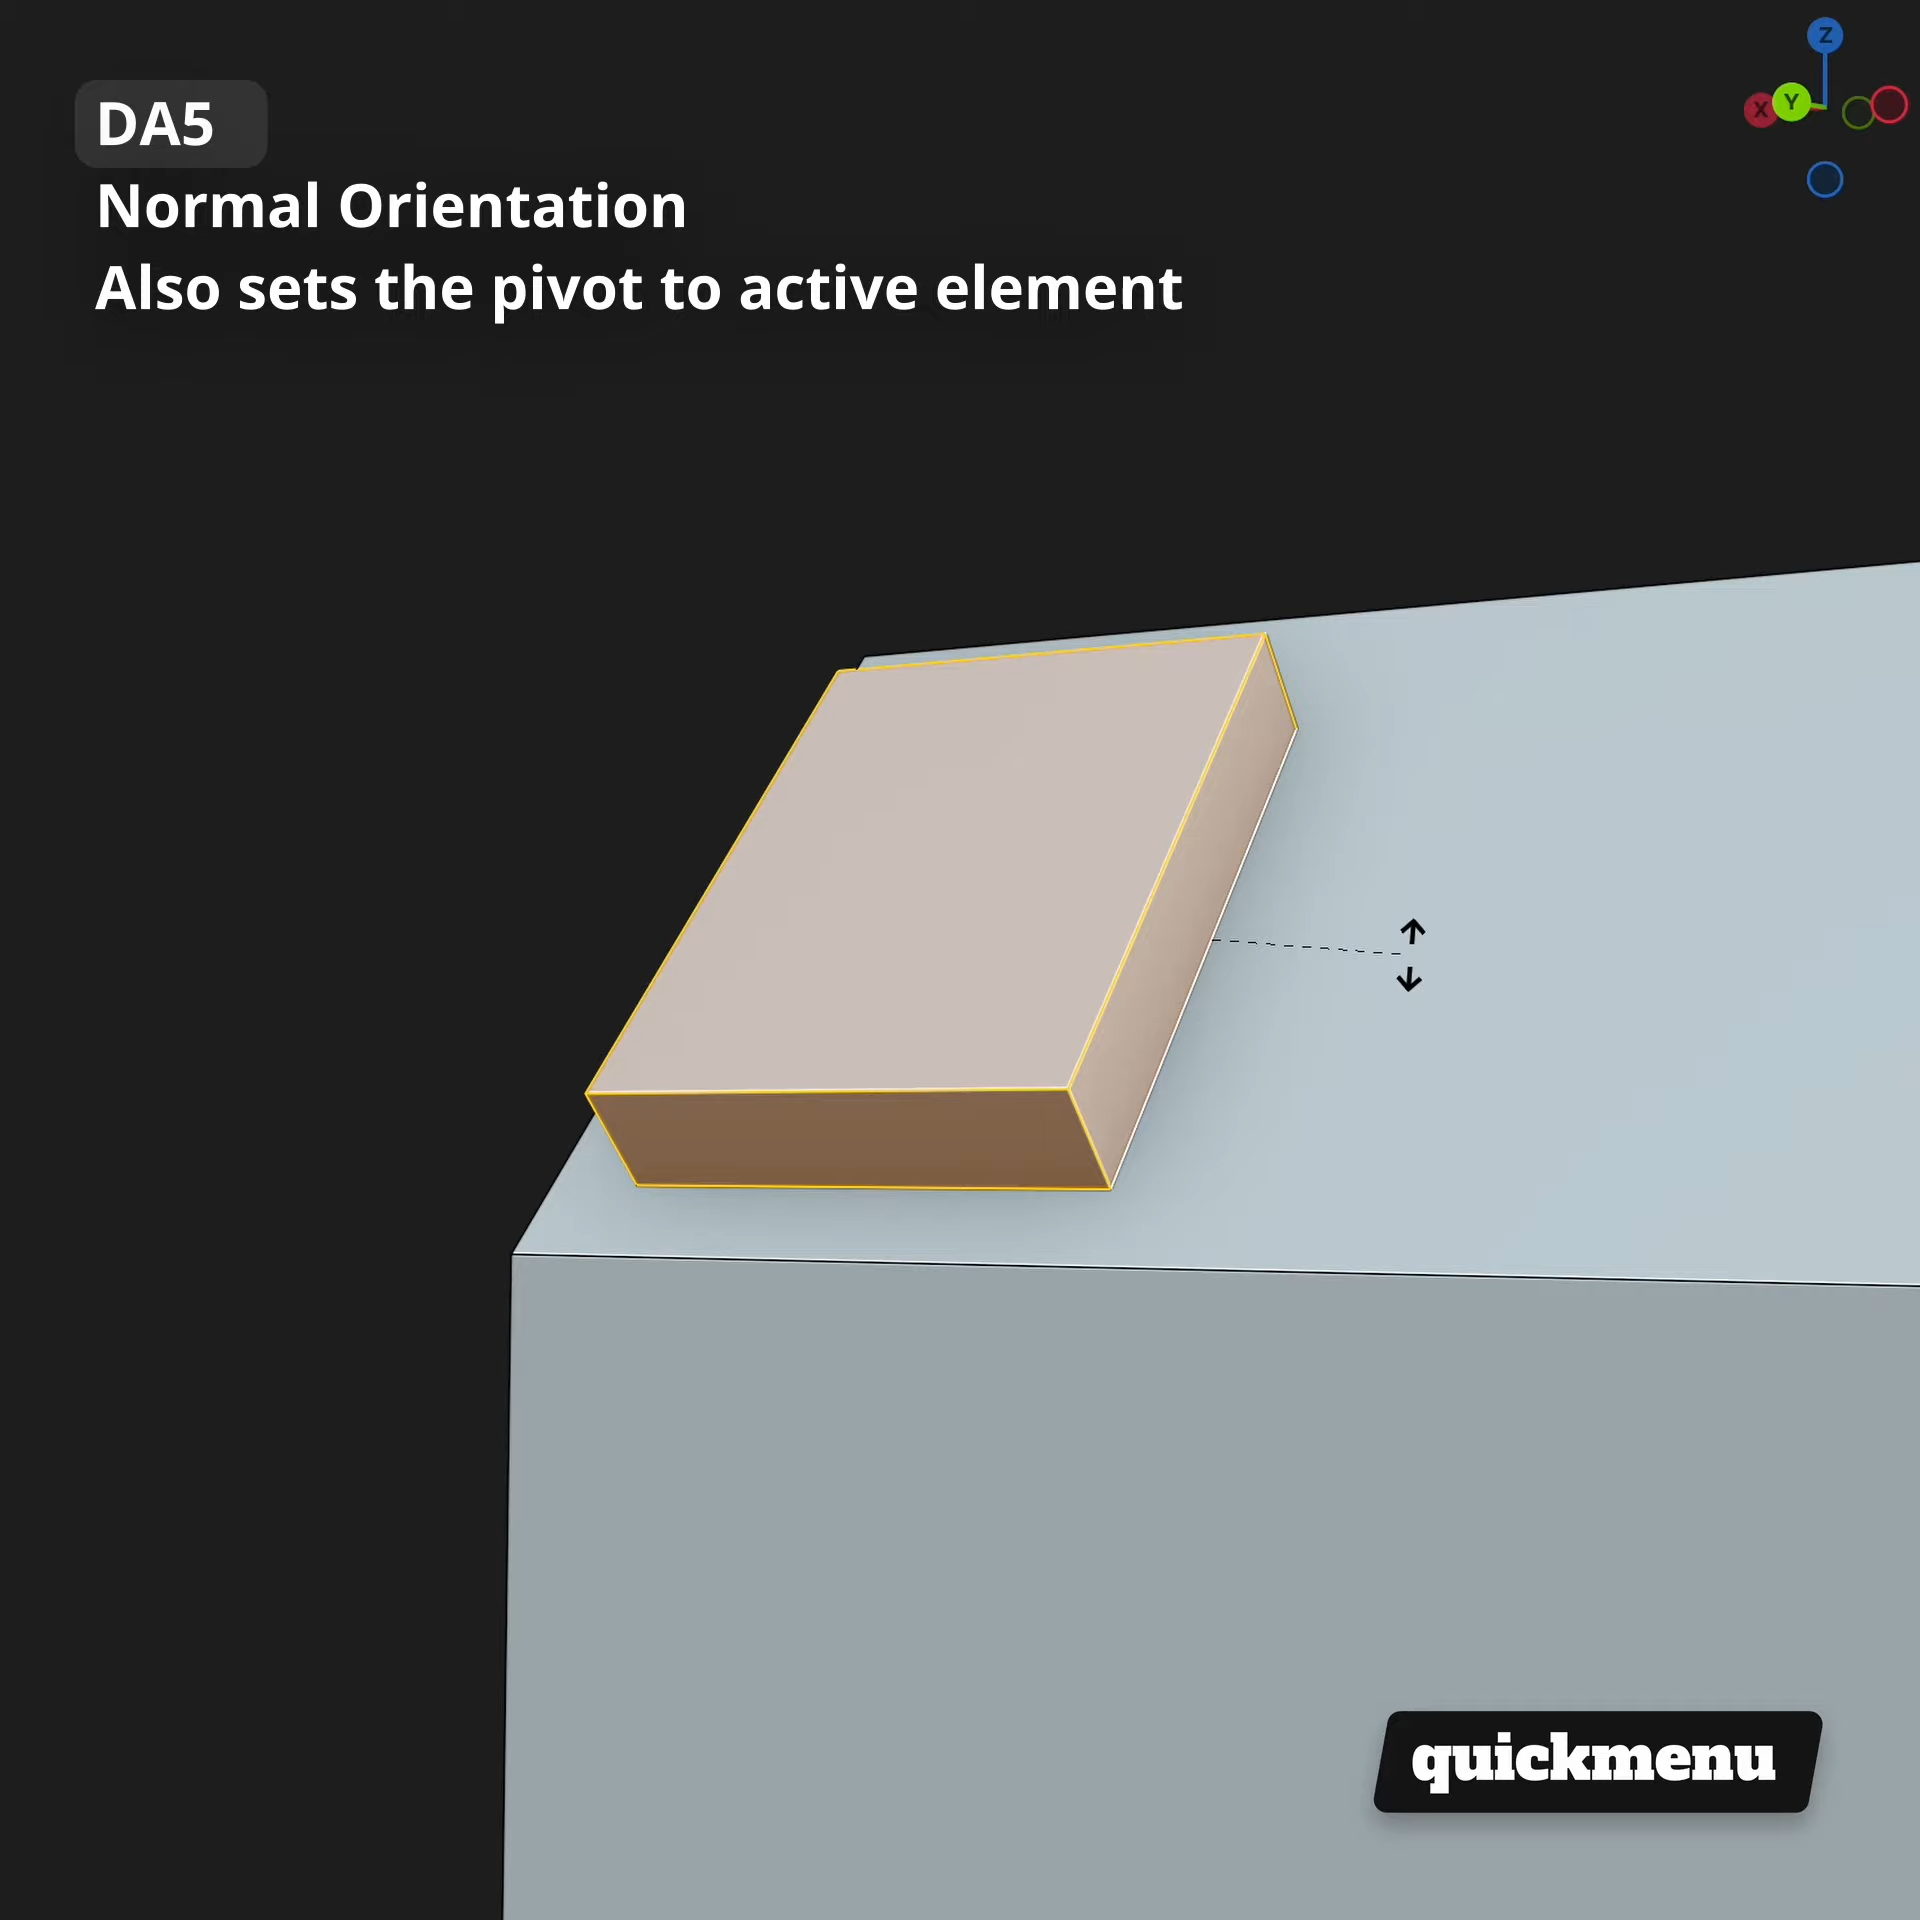 DA5
Normal Orientation
Also sets the pivot to active element
Z
X Y
quickmenu